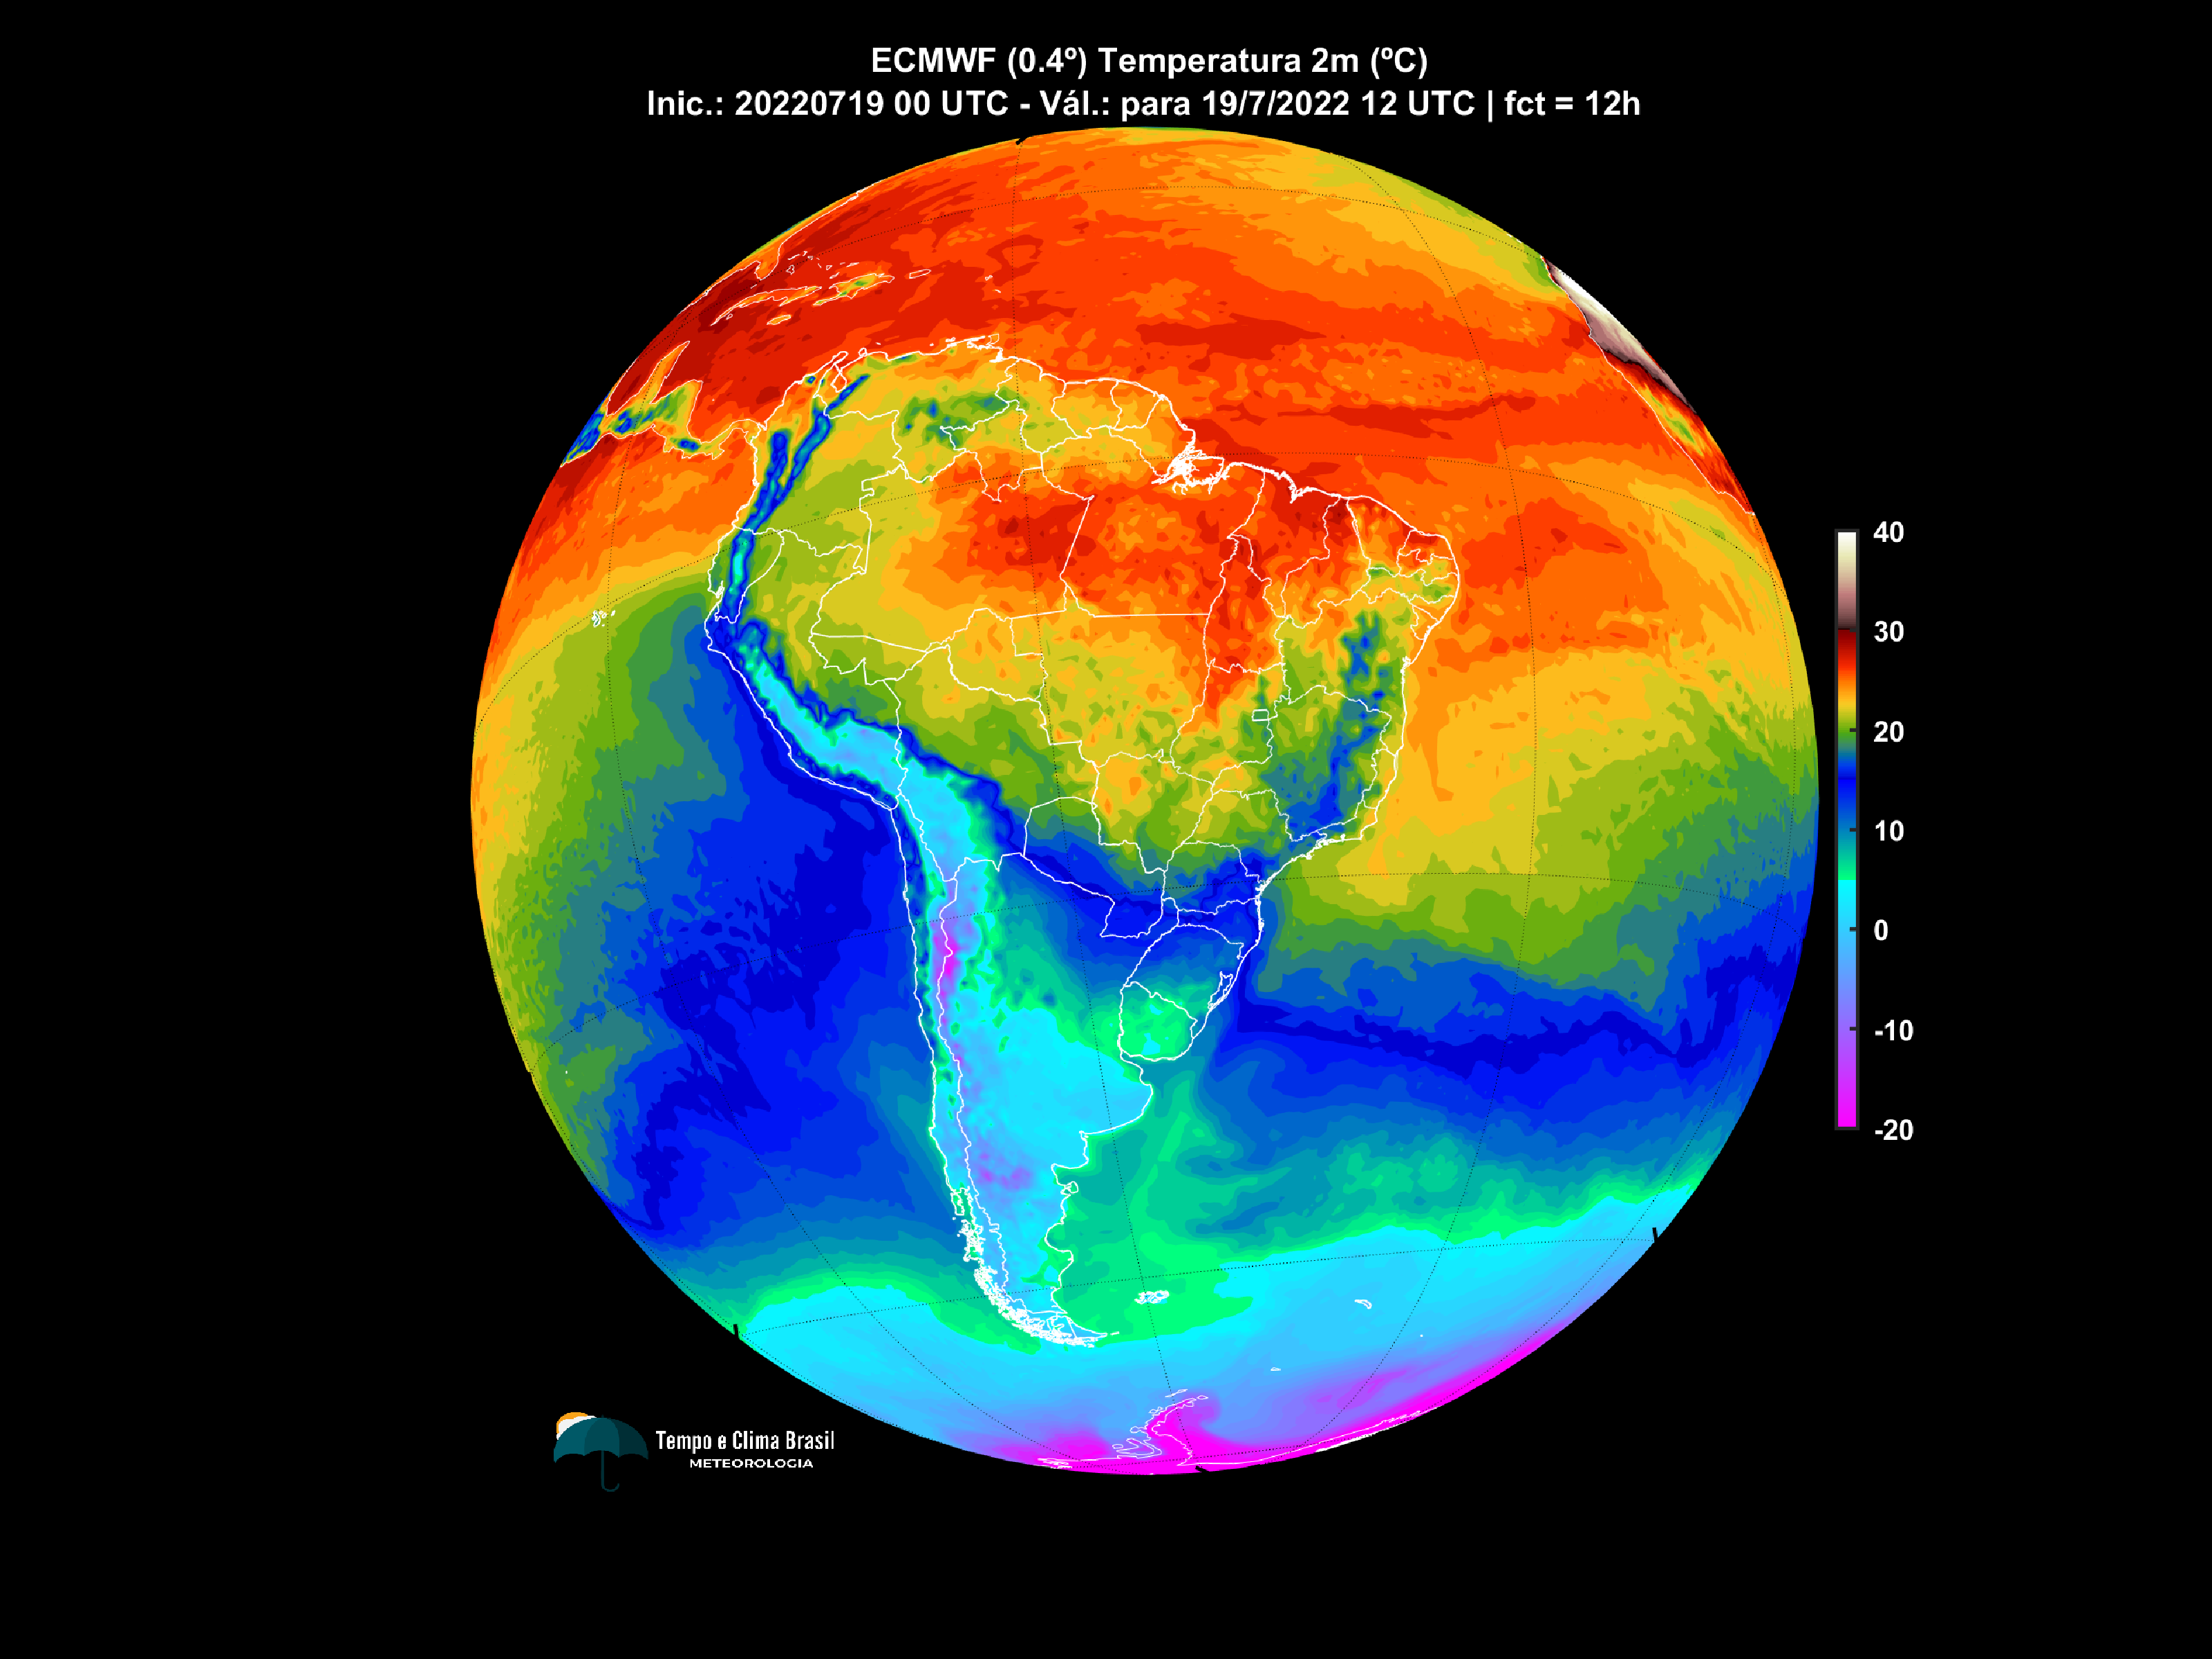 ECMWF (0.4º) Temperatura 2m (ºC)
Inic.: 20220719 00 UTC - Vál.: para 19/7/2022 12 UTC | fct = 12h
40
30
20
10
0
-10
-20
Tempo e Clima Brasil
METEOROLOGIA